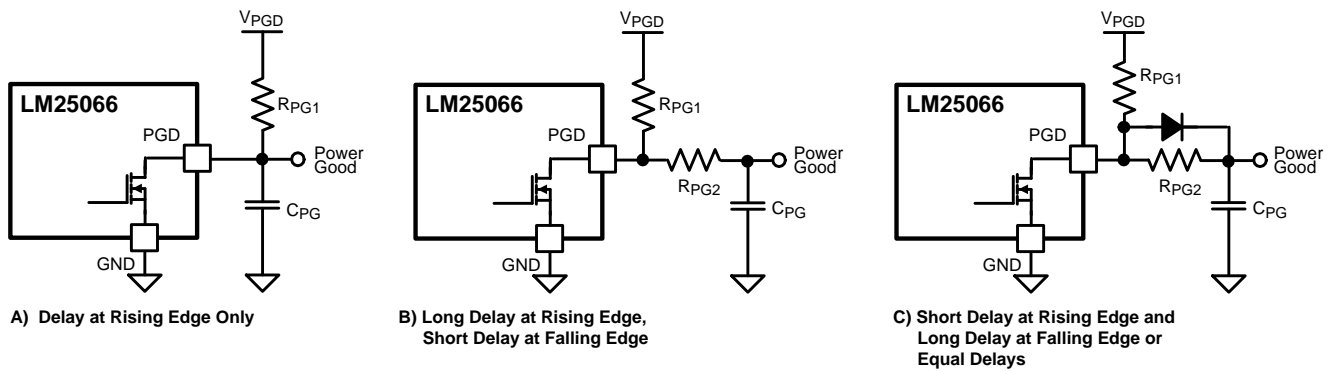 VPGD
LM25066
RPG1
PGD
Power
Good
CPG
GND
A) Delay at Rising Edge Only
VPGD
LM25066
RPG1
PGD
Power
Good
RPG2
CPG
GND
B) Long Delay at Rising Edge,
Short Delay at Falling Edge
VPGD
LM25066
RPG1
PGD
Power
Good
RPG2
CPG
GND
C) Short Delay at Rising Edge and
Long Delay at Falling Edge or
Equal Delays